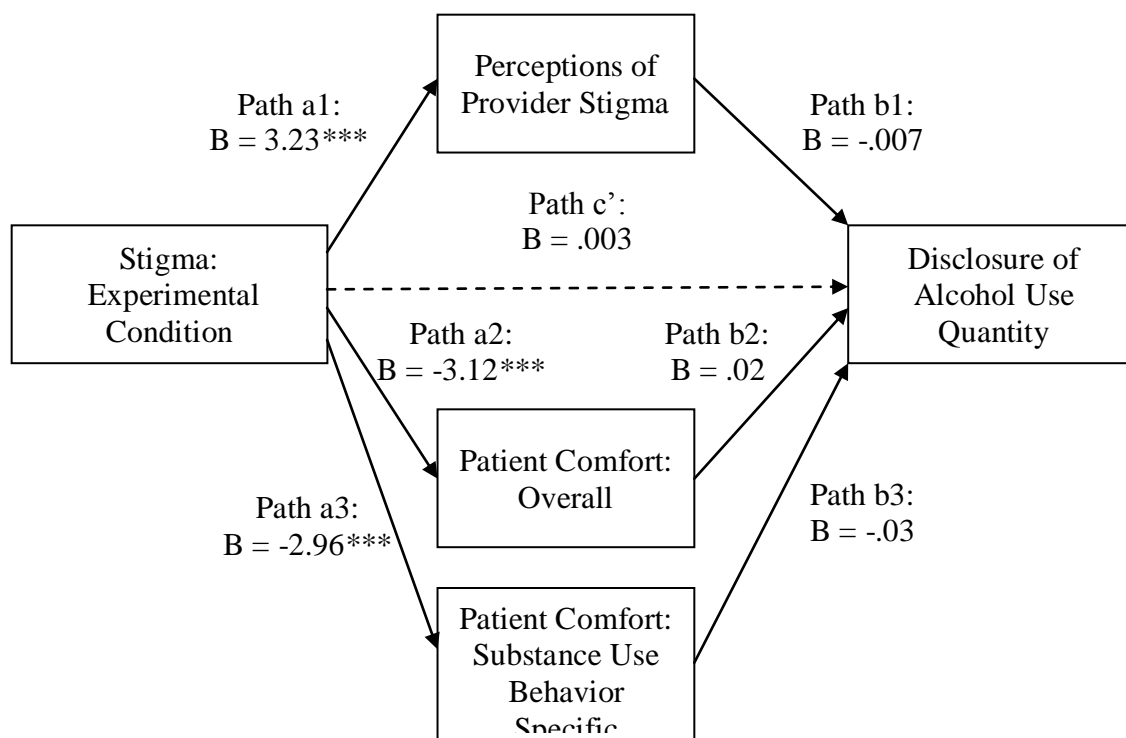 Perceptions of
Provider Stigma
Path a1:
B = 3.23***
Path b1:
B = -.007
Path c’:
B = .003
Stigma:
Experimental
Condition
Disclosure of
Alcohol Use
Quantity
Path a2:
B = -3.12***
Path b2:
B = .02
Patient Comfort:
Overall
Path a3:
B = -2.96***
Path b3:
B = -.03
Patient Comfort:
Substance Use
Behavior
Specific